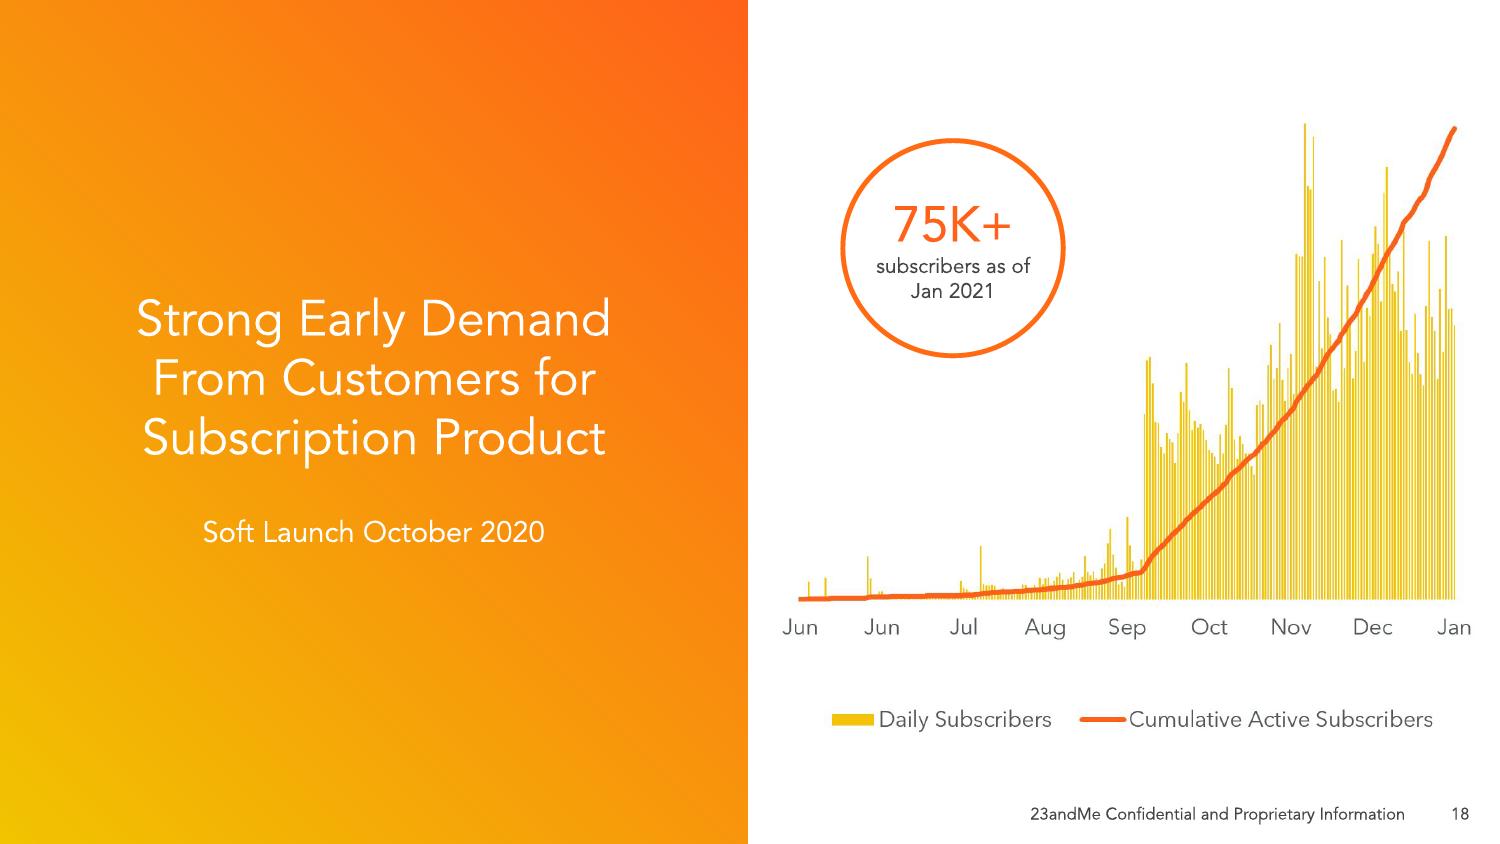 Strong Early Demand
From Customers for
Subscription Product
Soft Launch October 2020
75K+
subscribers as of
Jan 2021
Jun Jun Jul Aug Sep Oct Nov Dec Jan
Daily Subscribers Cumulative Active Subscribers
23andMe Confidential and Proprietary Information 18